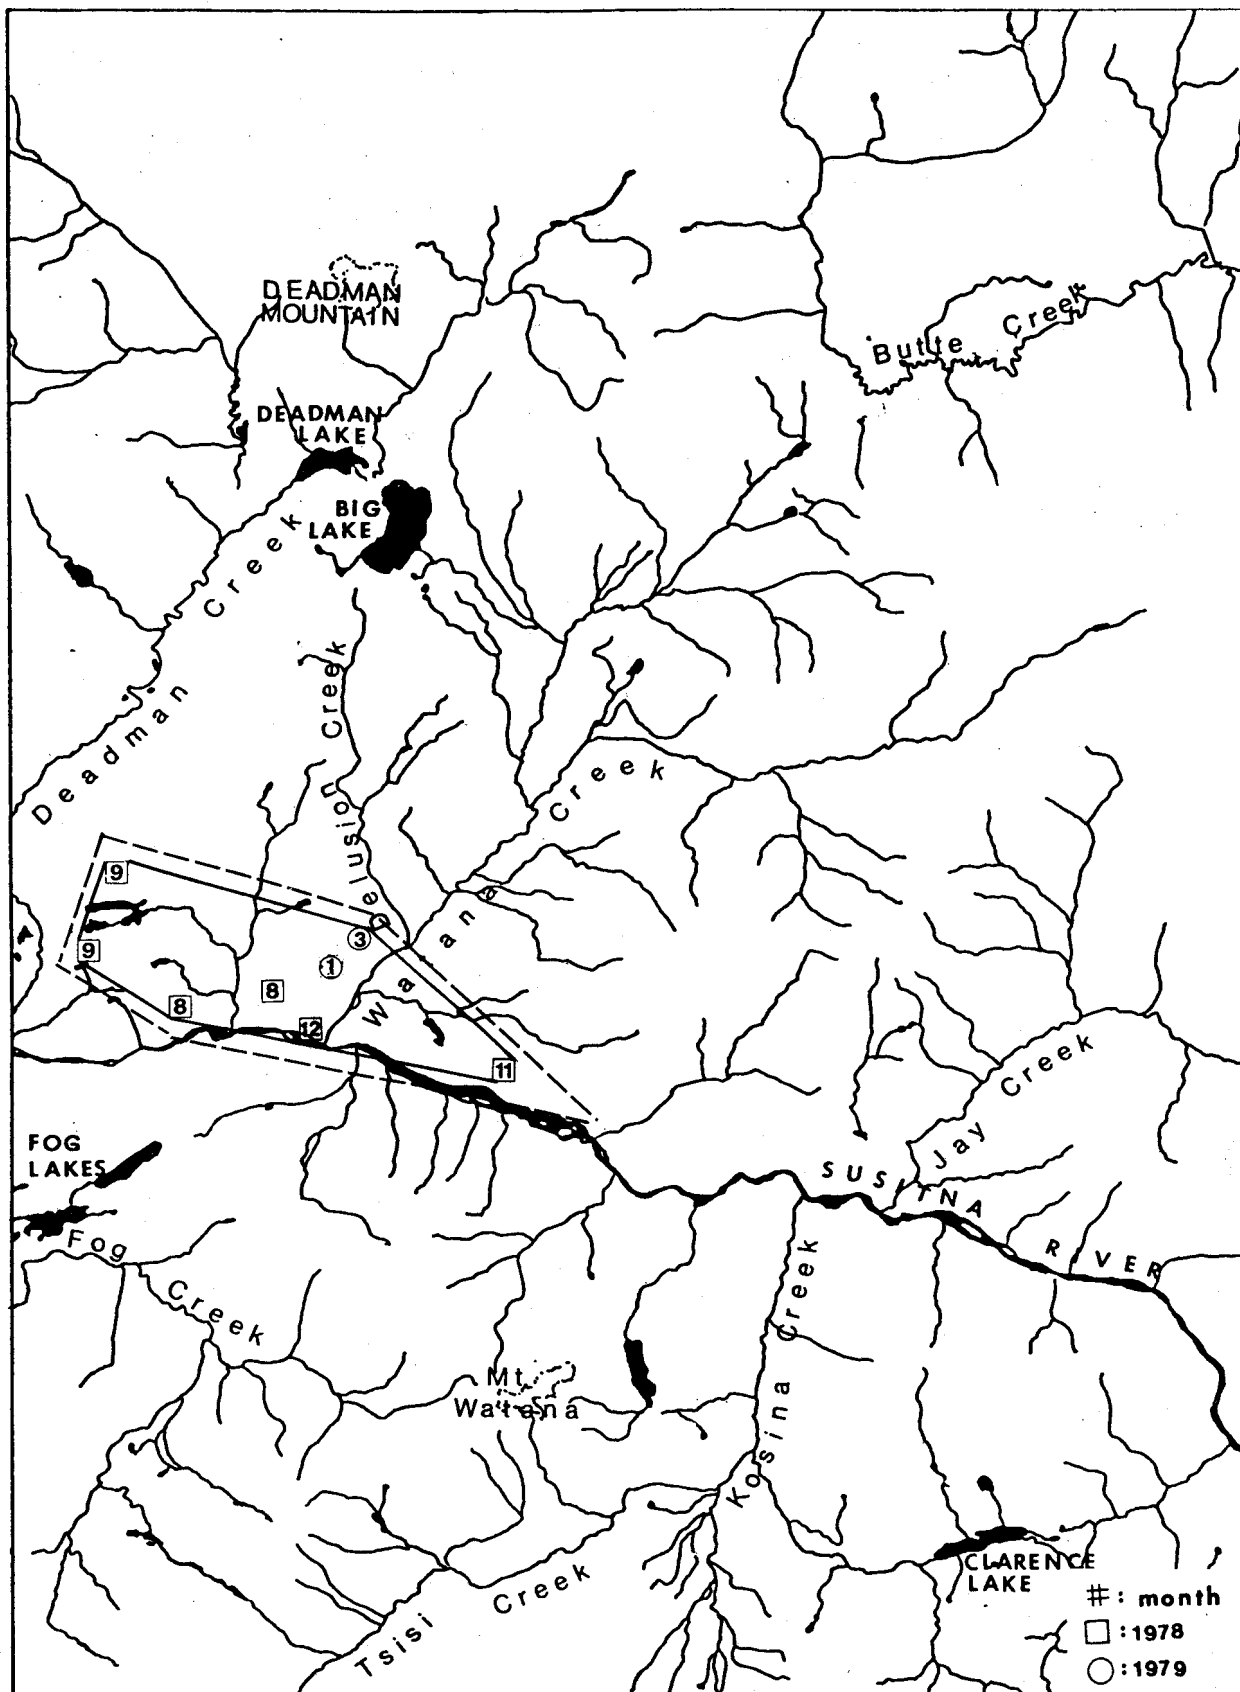 DEADMAN
MOUNTAIN
Butte Creek
DEADMAN
LAKE
BIG
LAKE
Deadman Creek
Delusion Creek
Watana Creek
9
9
3
1
8
8
12
11
Jay Creek
FOG
LAKES
SUSITNA RIVER
Fog Creek
Kosina Creek
Mt.
Watana
Tsisi Creek
CLARENCE
LAKE
#: month
□:1978
○:1979